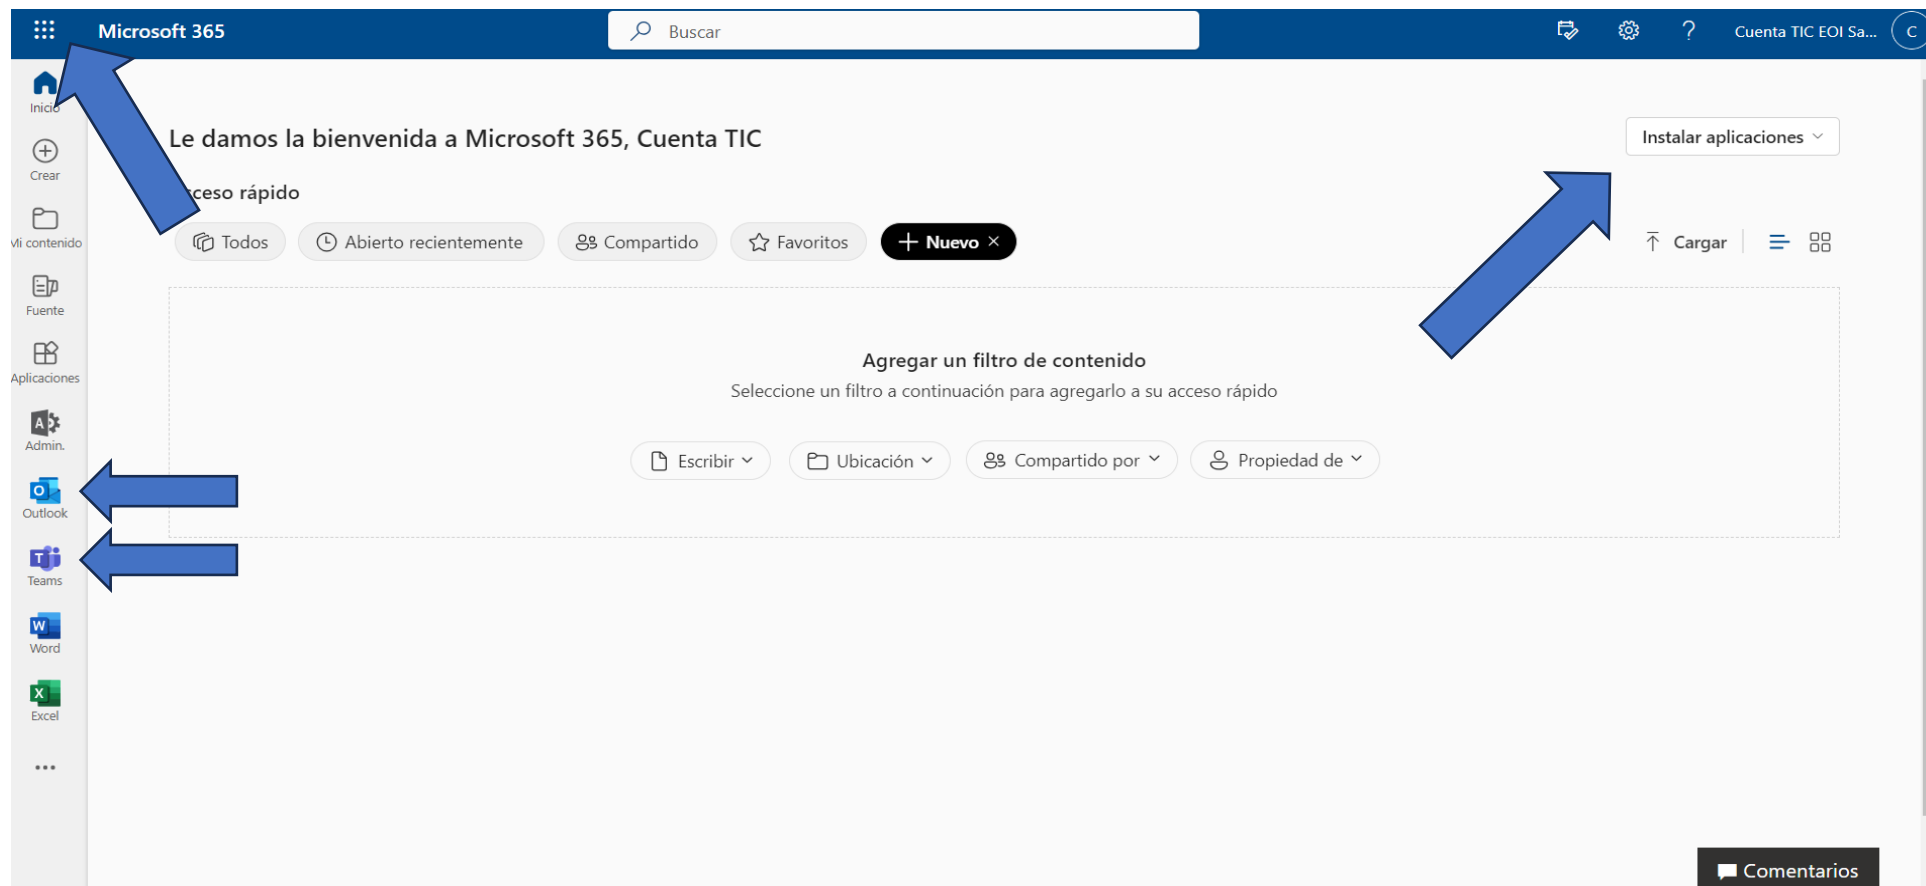 Microsoft 365
Buscar
Cuenta TIC EOI Sa...
C
Inicio
Crear
Mi contenido
Fuente
Aplicaciones
Admin.
Outlook
Teams
Word
Excel
Le damos la bienvenida a Microsoft 365, Cuenta TIC
Instalar aplicaciones
rápido
Todos
Abierto recientemente
Compartido
Favoritos
Nuevo
Cargar
Agregar un filtro de contenido
Seleccione un filtro a continuación para agregarlo a su acceso rápido
Escribir
Ubicación
Compartido por
Propiedad de
Comentarios